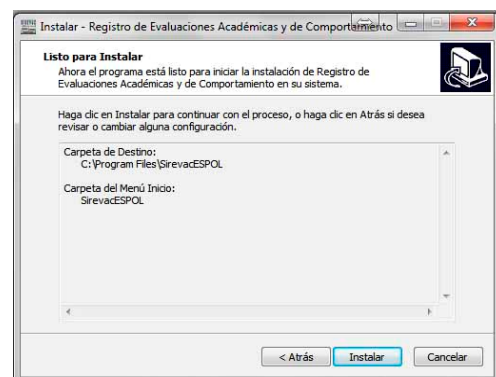 Instalar - Registro de Evaluaciones Académicas y de Comportamiento
Listo para Instalar
Ahora el programa está listo para iniciar la instalación de Registro de
Evaluaciones Académicas y de Comportamiento en su sistema.
Haga clic en Instalar para continuar con el proceso, o haga clic en Atrás si desea
revisar o cambiar alguna configuración.
Carpeta de Destino:
C:\Program Files\SirevacESPOL
Carpeta del Menú Inicio:
SirevacESPOL
< Atrás Instalar Cancelar